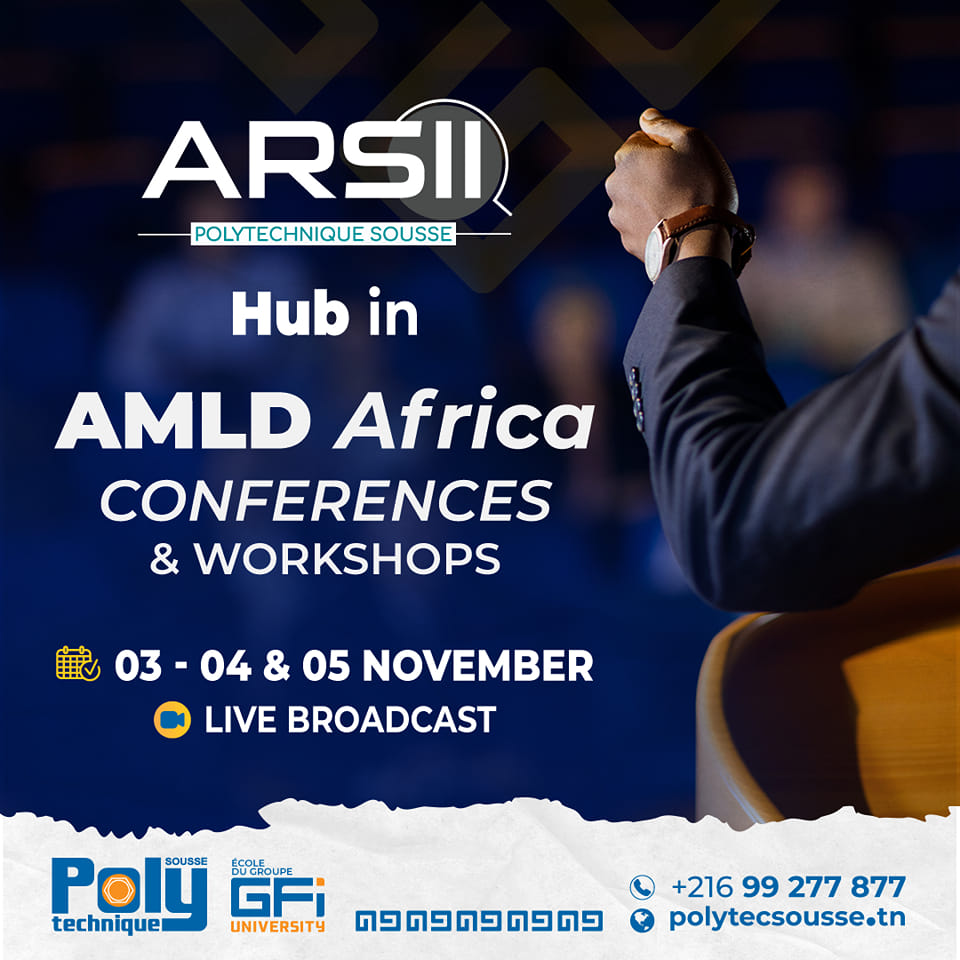 ARSII
POLYTECHNIQUE SOUSSE
Hub in
AMLD Africa
CONFERENCES
& WORKSHOPS
03 - 04 & 05 NOVEMBER
LIVE BROADCAST
Poly SOUSSE
technique
ÉCOLE
DU GROUPE
GFi
UNIVERSITY
+216 99 277 877
polytecsousse.tn